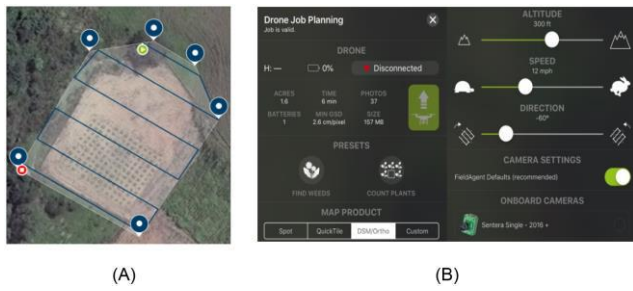 Drone Job Planning
Job is valid.
DRONE
H: — 0% Disconnected
ACRES TIME PHOTOS
1.6 6 min 37
BATTERIES MIN GSD SIZE
1 2.6 cm/pixel 157 MB
PRESETS
FIND WEEDS COUNT PLANTS
MAP PRODUCT
Spot QuickTile DSM/Ortho Custom
ALTITUDE
300 ft
SPEED
12 mph
DIRECTION
-60°
CAMERA SETTINGS
FieldAgent Defaults (recommended)
ONBOARD CAMERAS
Sentera Single - 2016 +
(A) (B)